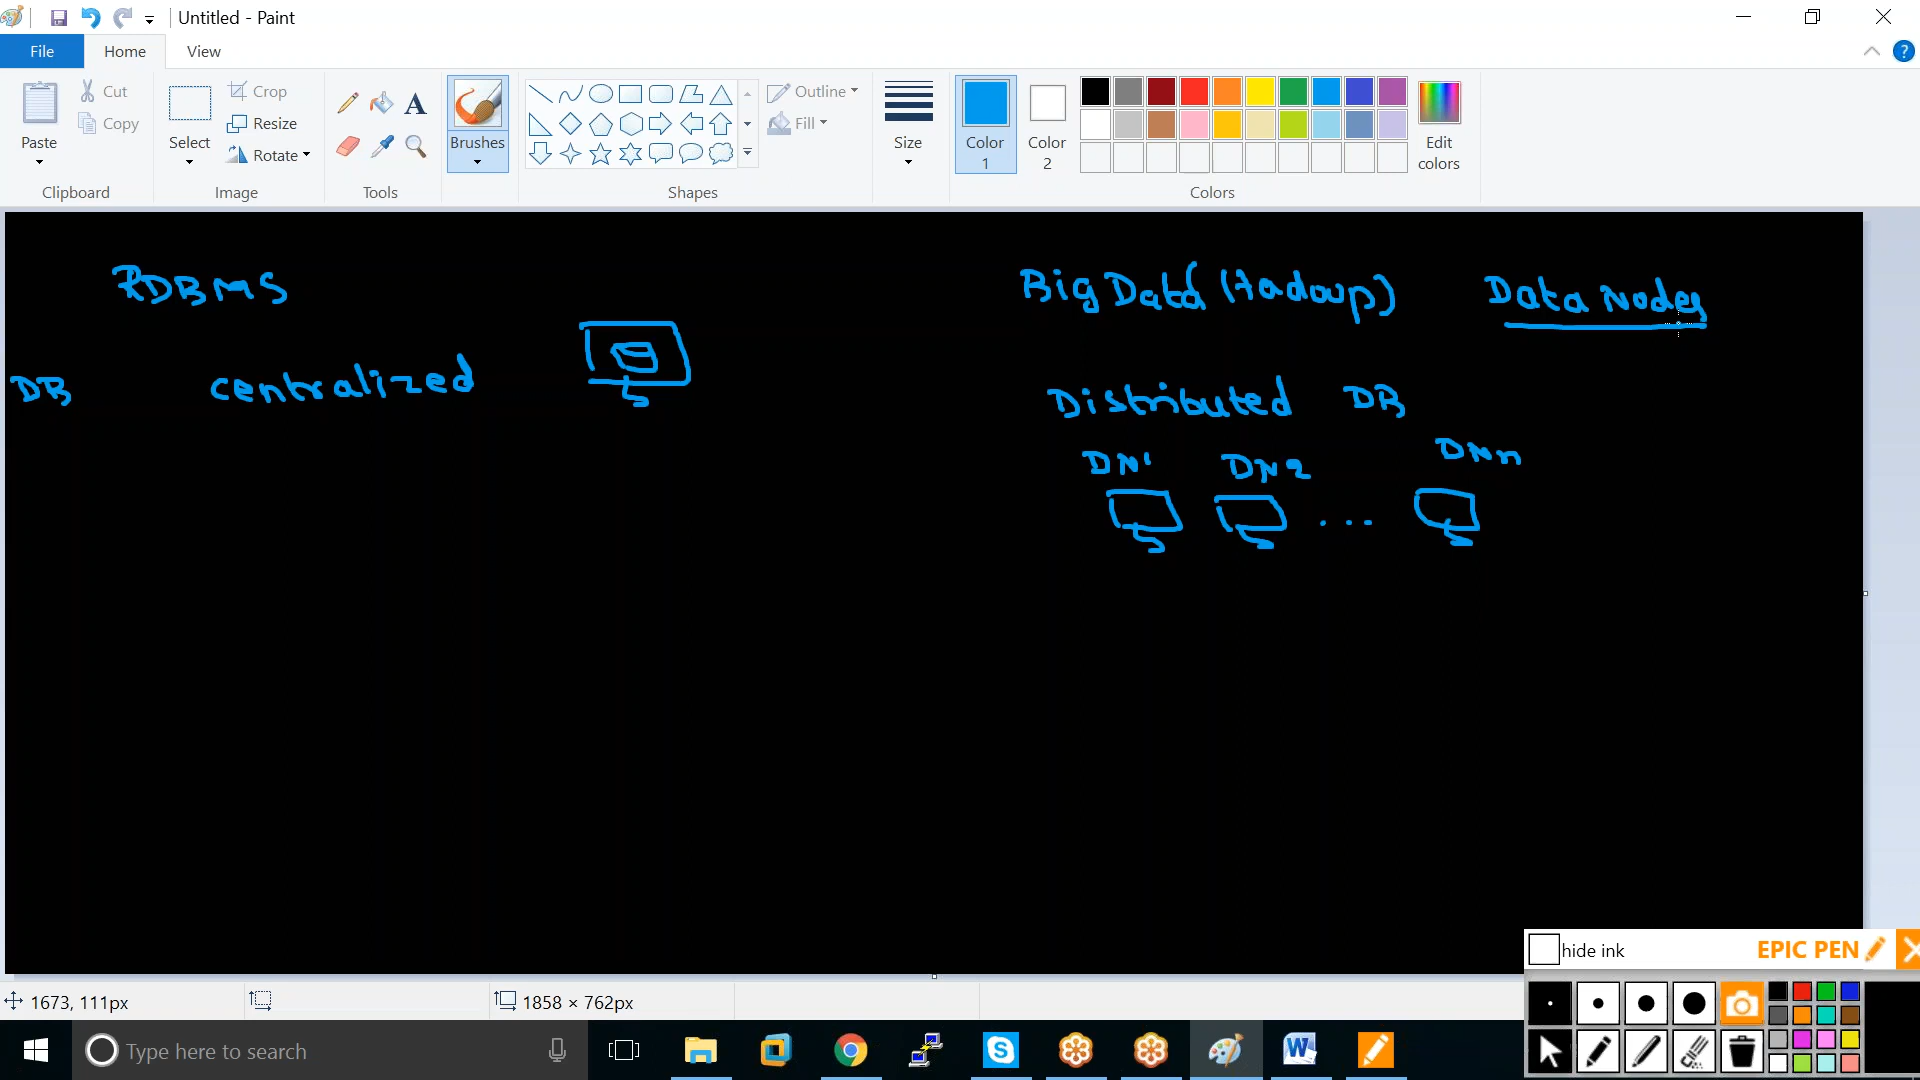 Untitled - Paint
File Home View
Paste Cut Copy
Clipboard
Select Crop Resize Rotate
Image
Tools
Brushes
Shapes
Outline Fill
Size
Color 1
Color 2
Colors
Edit colors
RDBMS
Big Data (Hadoop) Data Nodes
DB centralized
Distributed DB
DN1 DN2 DNn
...
hide ink EPIC PEN
1673, 111px 1858 × 762px
Type here to search